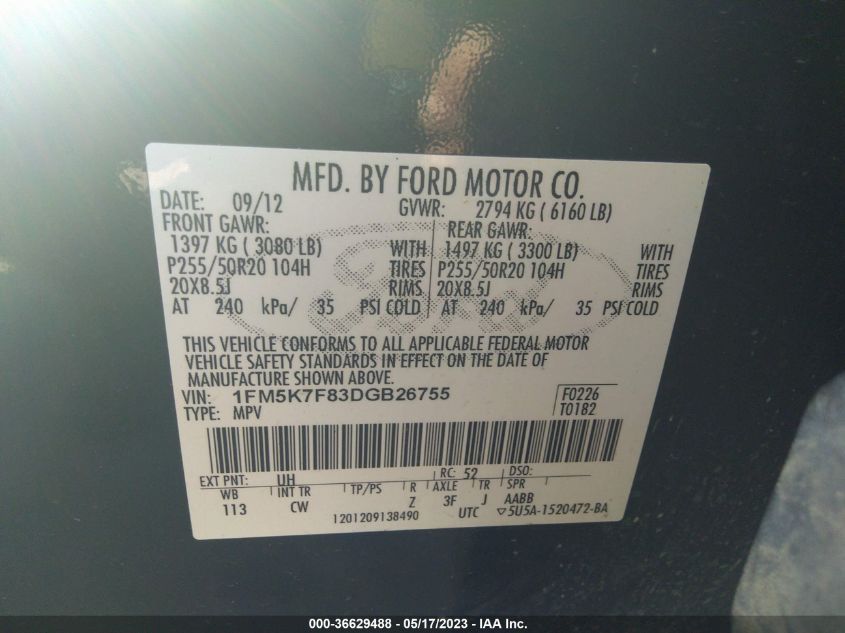 MFD. BY FORD MOTOR CO.
DATE: 09/12 GVWR: 2794 KG ( 6160 LB)
FRONT GAWR: REAR GAWR:
1397 KG ( 3080 LB) WITH 1497 KG ( 3300 LB) WITH
P255/50R20 104H TIRES P255/50R20 104H TIRES
20X8.5J RIMS 20X8.5J RIMS
AT 240 kPa/ 35 PSI COLD AT 240 kPa/ 35 PSI COLD
THIS VEHICLE CONFORMS TO ALL APPLICABLE FEDERAL MOTOR
VEHICLE SAFETY STANDARDS IN EFFECT ON THE DATE OF
MANUFACTURE SHOWN ABOVE.
VIN: 1FM5K7F83DGB26755 F0226
TYPE: MPV T0182
EXT PNT: UH RC: 52 DSO:
WB INT TR TP/PS R AXLE TR SPR
113 CW Z 3F J AABB
1201209138490 UTC ▽5U5A-1520472-BA
000-36629488 - 05/17/2023 - IAA Inc.